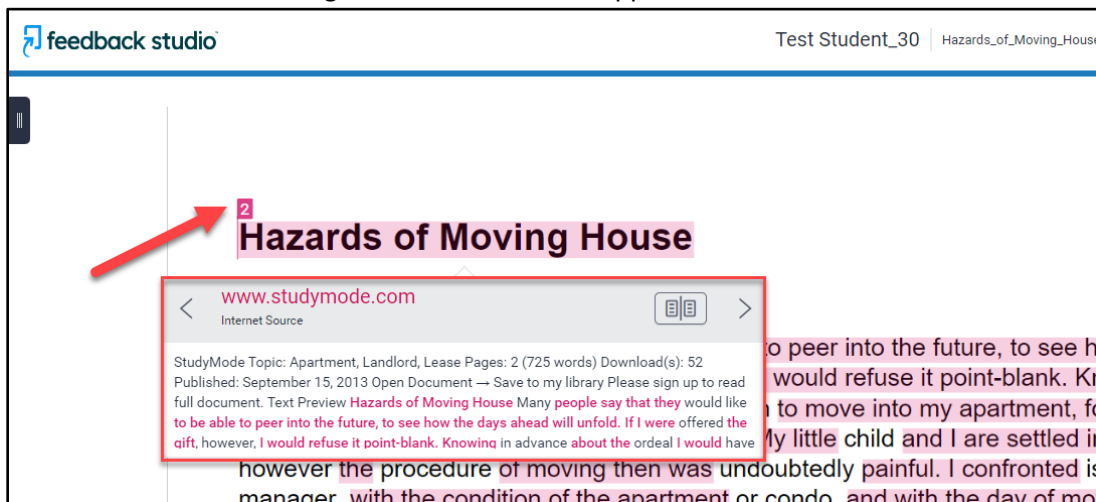 feedback studio
Test Student_30
Hazards_of_Moving_House
2
Hazards of Moving House
www.studymode.com
Internet Source
StudyMode Topic: Apartment, Landlord, Lease Pages: 2 (725 words) Download(s): 52
Published: September 15, 2013 Open Document → Save to my library Please sign up to read
full document. Text Preview Hazards of Moving House Many people say that they would like
to be able to peer into the future, to see how the days ahead will unfold. If I were offered the
gift, however, I would refuse it point-blank. Knowing in advance about the ordeal I would have
to peer into the future, to see h
would refuse it point-blank. Kn
to move into my apartment, fo
My little child and I are settled in
however the procedure of moving then was undoubtedly painful. I confronted is
manager, with the condition of the apartment or condo, and with the day of mo